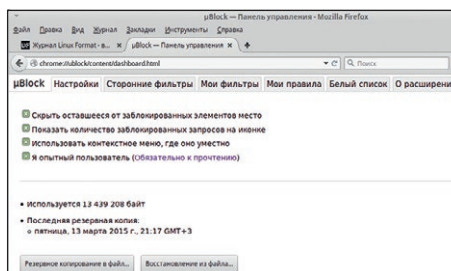 µBlock — Панель управления - Mozilla Firefox
Файл Правка Вид Журнал Закладки Инструменты Справка
Журнал Linux Format - в... × µBlock — Панель управления × +
chrome://ublock/content/dashboard.html Поиск
µBlock Настройки Сторонние фильтры Мои фильтры Мои правила Белый список О расширени
Скрыть оставшееся от заблокированных элементов место
Показать количество заблокированных запросов на иконке
Использовать контекстное меню, где оно уместно
Я опытный пользователь (Обязательно к прочтению)
• Используется 13 439 208 байт
• Последняя резервная копия:
○ пятница, 13 марта 2015 г., 21:17 GMT+3
Резервное копирование в файл... Восстановление из файла...